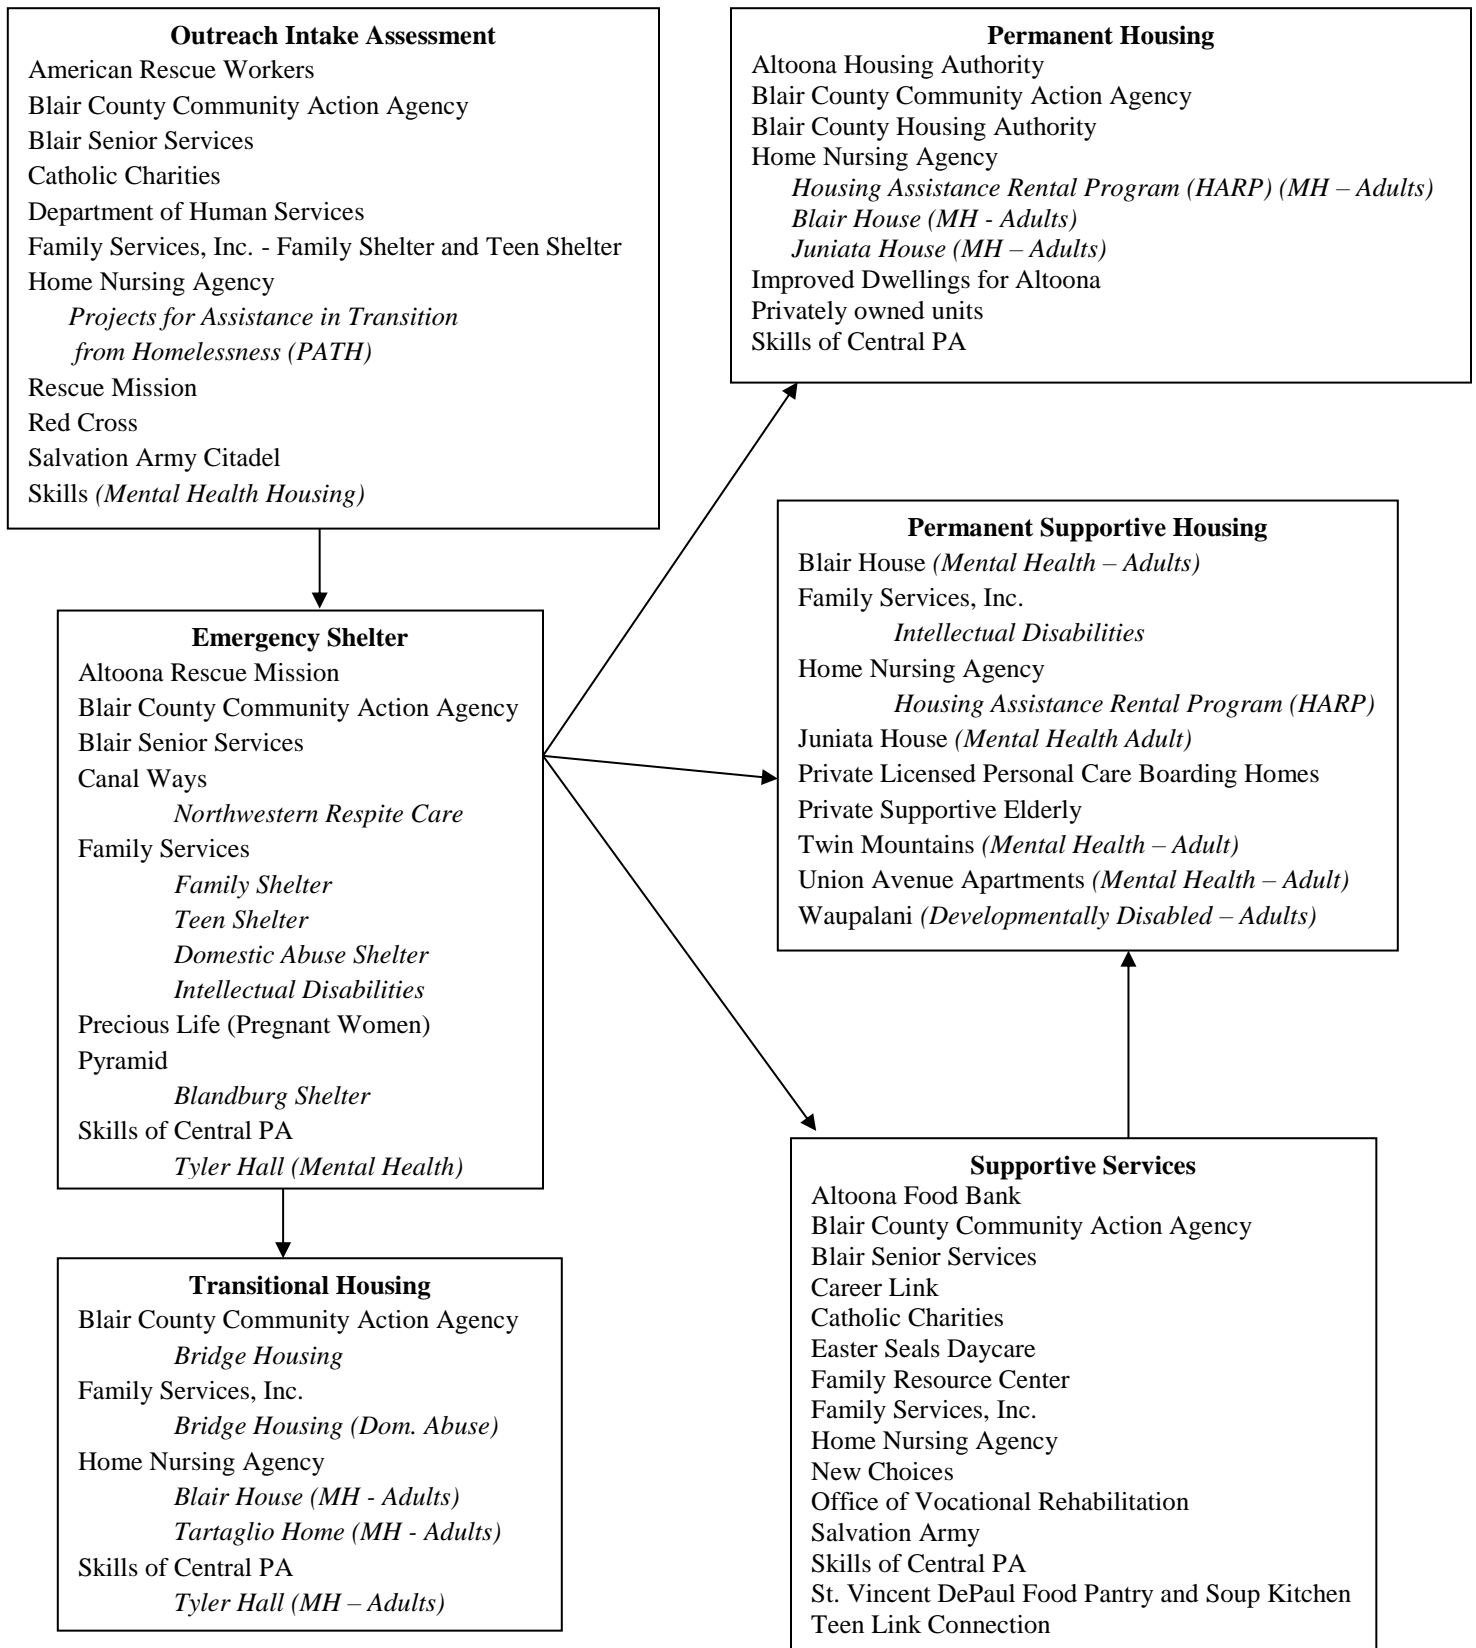 Outreach Intake Assessment
American Rescue Workers
Blair County Community Action Agency
Blair Senior Services
Catholic Charities
Department of Human Services
Family Services, Inc. - Family Shelter and Teen Shelter
Home Nursing Agency
Projects for Assistance in Transition
from Homelessness (PATH)
Rescue Mission
Red Cross
Salvation Army Citadel
Skills (Mental Health Housing)
Permanent Housing
Altoona Housing Authority
Blair County Community Action Agency
Blair County Housing Authority
Home Nursing Agency
Housing Assistance Rental Program (HARP) (MH – Adults)
Blair House (MH - Adults)
Juniata House (MH – Adults)
Improved Dwellings for Altoona
Privately owned units
Skills of Central PA
Emergency Shelter
Altoona Rescue Mission
Blair County Community Action Agency
Blair Senior Services
Canal Ways
Northwestern Respite Care
Family Services
Family Shelter
Teen Shelter
Domestic Abuse Shelter
Intellectual Disabilities
Precious Life (Pregnant Women)
Pyramid
Blandburg Shelter
Skills of Central PA
Tyler Hall (Mental Health)
Permanent Supportive Housing
Blair House (Mental Health – Adults)
Family Services, Inc.
Intellectual Disabilities
Home Nursing Agency
Housing Assistance Rental Program (HARP)
Juniata House (Mental Health Adult)
Private Licensed Personal Care Boarding Homes
Private Supportive Elderly
Twin Mountains (Mental Health – Adult)
Union Avenue Apartments (Mental Health – Adult)
Waupalani (Developmentally Disabled – Adults)
Transitional Housing
Blair County Community Action Agency
Bridge Housing
Family Services, Inc.
Bridge Housing (Dom. Abuse)
Home Nursing Agency
Blair House (MH - Adults)
Tartaglio Home (MH - Adults)
Skills of Central PA
Tyler Hall (MH – Adults)
Supportive Services
Altoona Food Bank
Blair County Community Action Agency
Blair Senior Services
Career Link
Catholic Charities
Easter Seals Daycare
Family Resource Center
Family Services, Inc.
Home Nursing Agency
New Choices
Office of Vocational Rehabilitation
Salvation Army
Skills of Central PA
St. Vincent DePaul Food Pantry and Soup Kitchen
Teen Link Connection